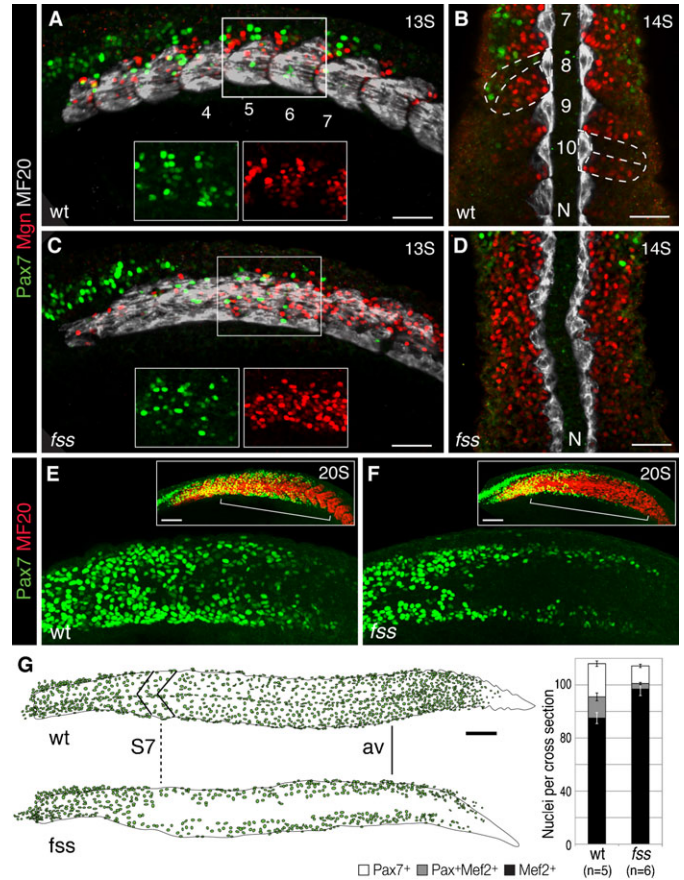 Pax7 Mgn MF20
A
13S
4
5
6
7
wt
B
14S
7
8
9
10
N
wt
C
13S
fss
D
14S
N
fss
Pax7 MF20
E
20S
wt
F
20S
fss
G
wt
S7
av
fss
Nuclei per cross section
100
80
40
20
0
wt
(n=5)
fss
(n=6)
Pax7+
Pax+Mef2+
Mef2+